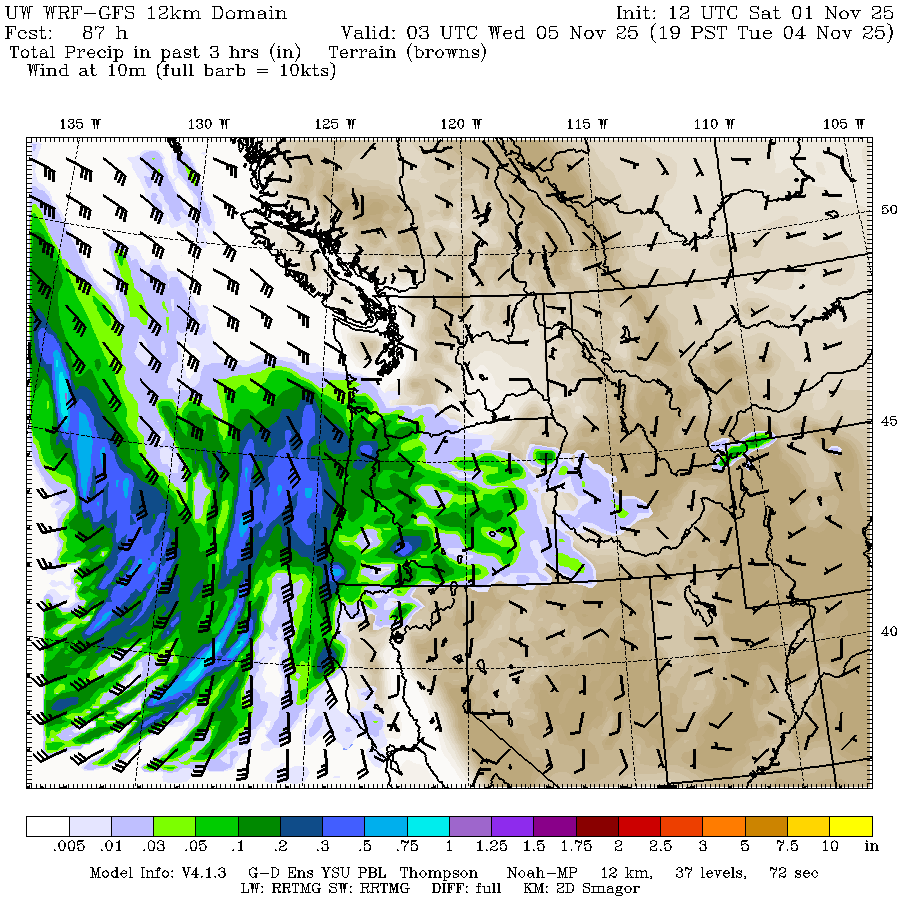 UW WRF-GFS 12km Domain Init: 12 UTC Sat 01 Nov 25
Fcst: 87 h Valid: 03 UTC Wed 05 Nov 25 (19 PST Tue 04 Nov 25)
Total Precip in past 3 hrs (in) Terrain (browns)
Wind at 10m (full barb = 10kts)
135 W 130 W 125 W 120 W 115 W 110 W 105 W
50
45
40
.005 .01 .03 .05 .1 .2 .3 .5 .75 1 1.25 1.5 1.75 2 2.5 3 5 7.5 10 in
Model Info: V4.1.3 G-D Ens YSU PBL Thompson Noah-MP 12 km, 37 levels, 72 sec
LW: RRTMG SW: RRTMG DIFF: full KM: 2D Smagor